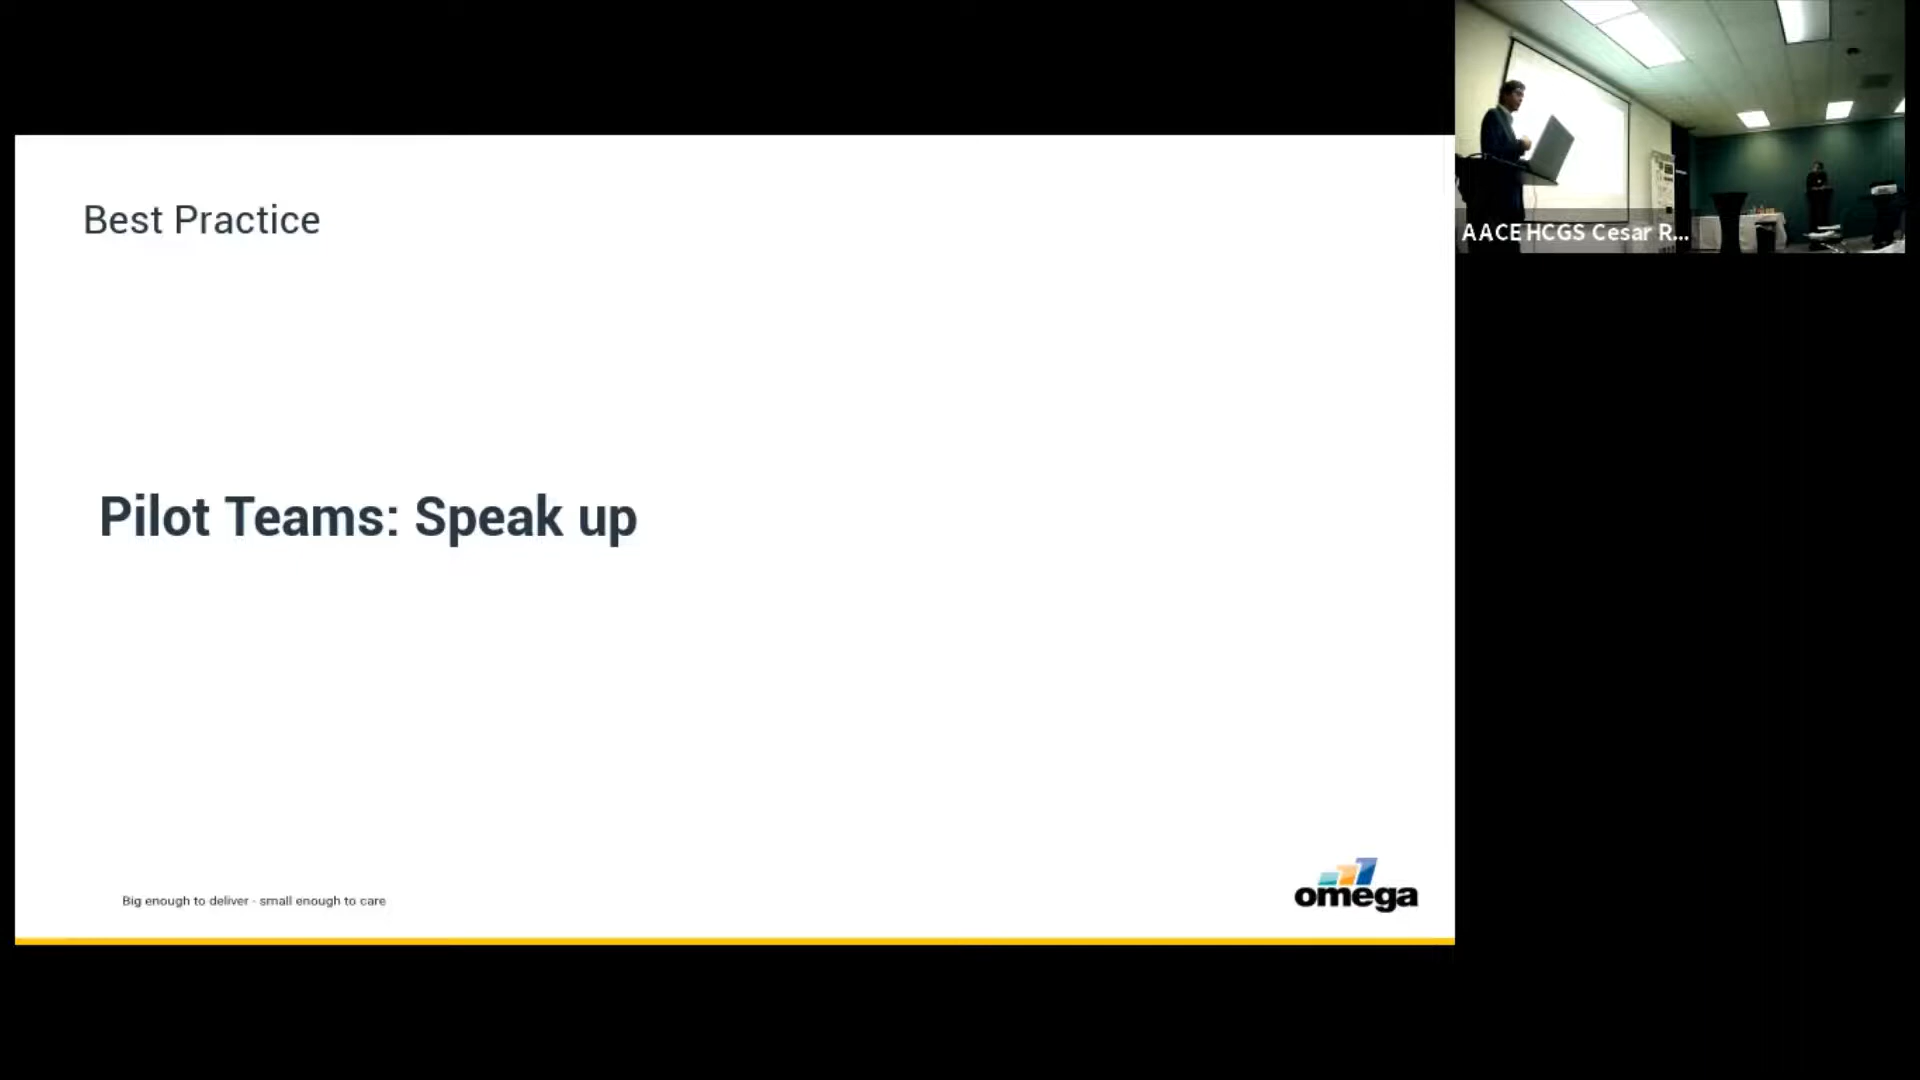 Best Practice
AACE HCGS Cesar R...
Pilot Teams: Speak up
Big enough to deliver - small enough to care
omega